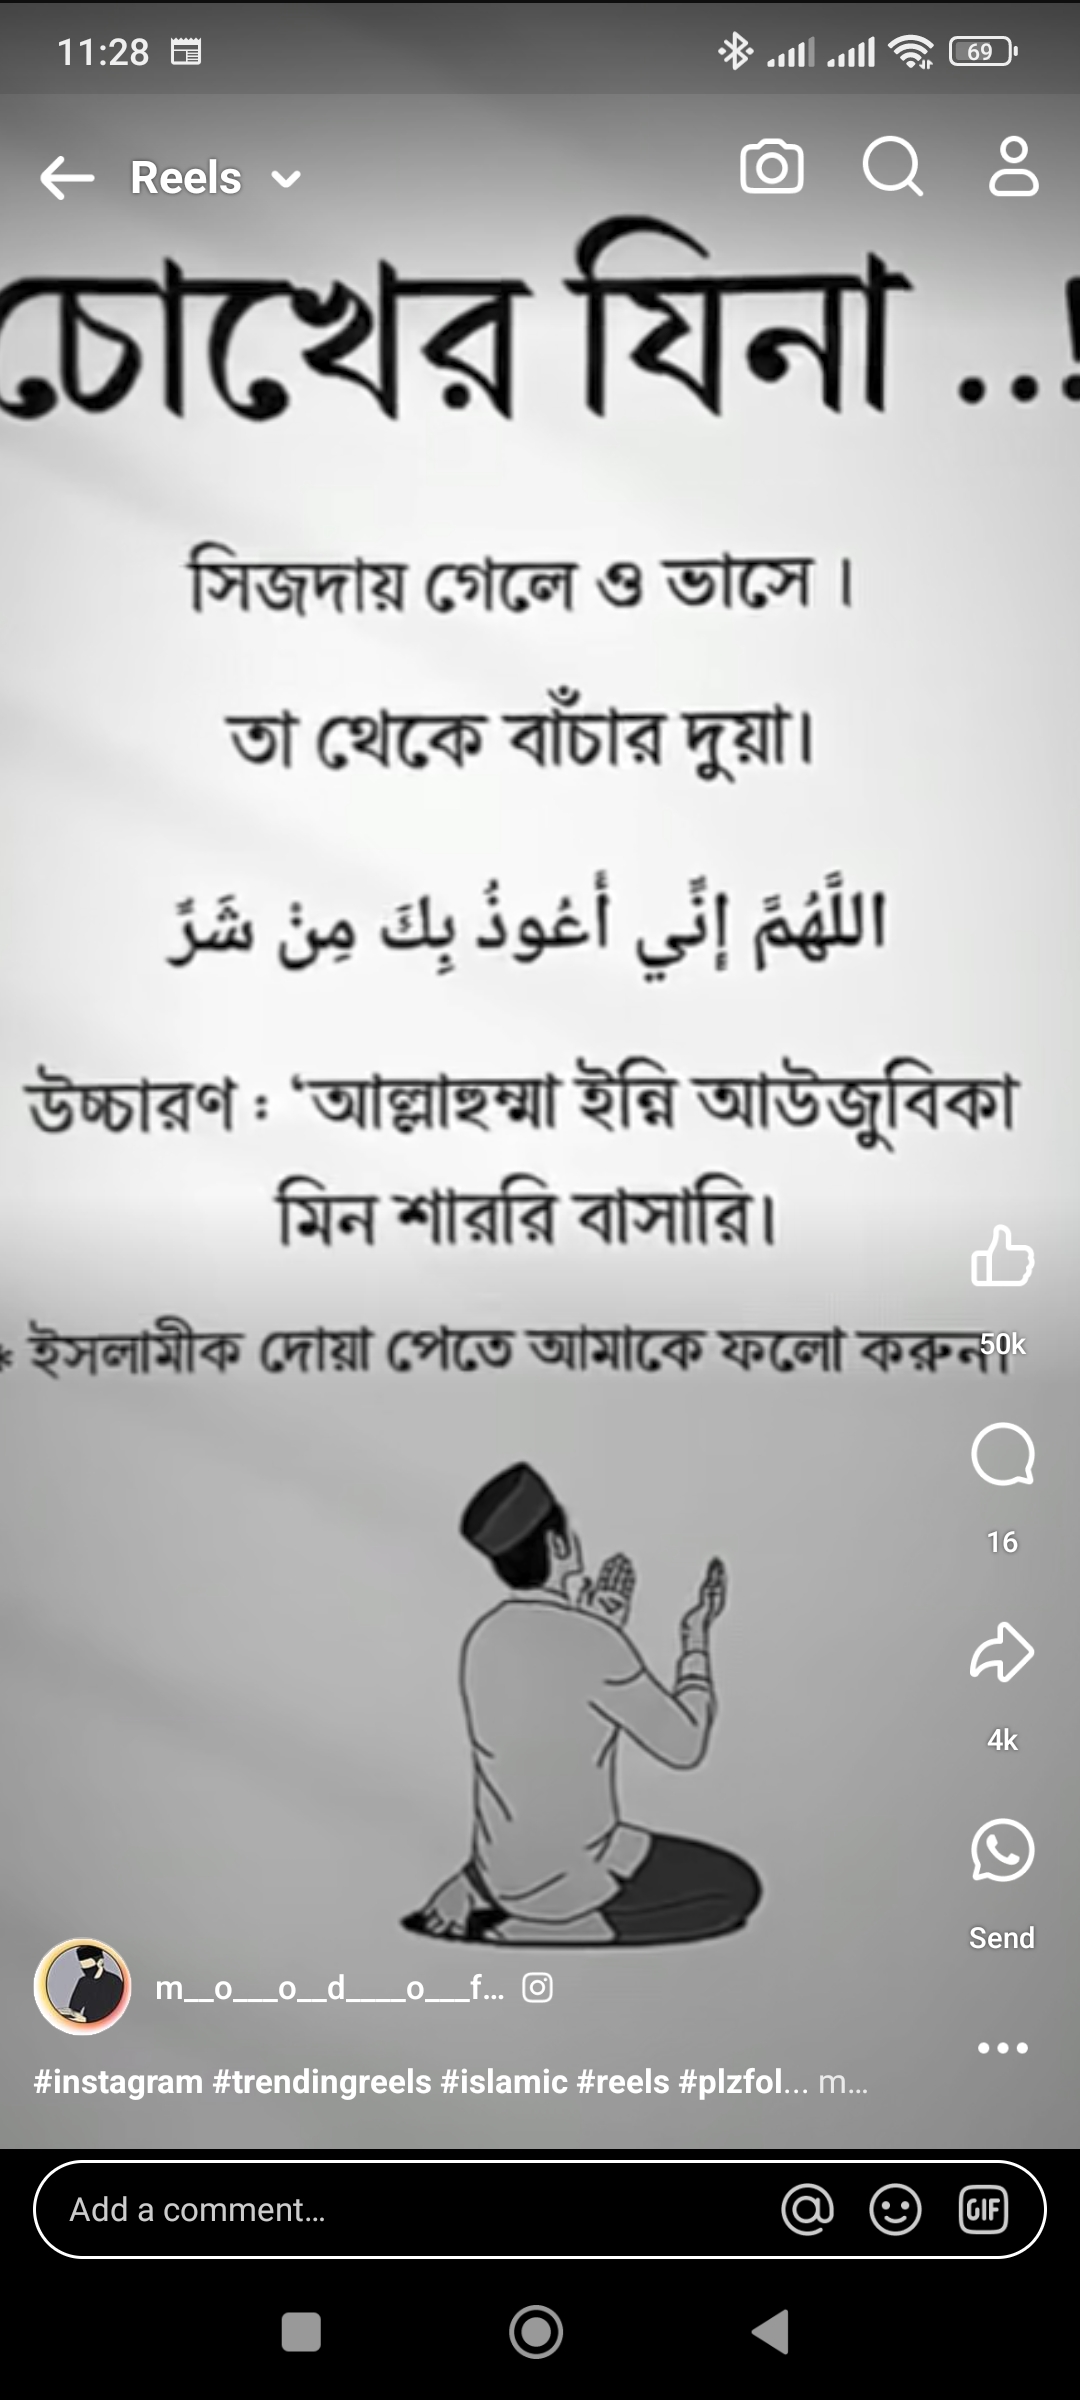 11:28
69
Reels
চোখের যিনা ..!
সিজদায় গেলে ও ভাসে ।
তা থেকে বাঁচার দুয়া।
اللَّهُمَّ إِنَّي أَعُوذُ بِكَ مِنْ شَرَّ
উচ্চারণ : ‘আল্লাহুম্মা ইন্নি আউজুবিকা
মিন শাররি বাসারি।
* ইসলামীক দোয়া পেতে আমাকে ফলো করুন।
50k
16
4k
Send
m__o___o__d____o___f...
#instagram #trendingreels #islamic #reels #plzfol... m...
Add a comment...
GIF